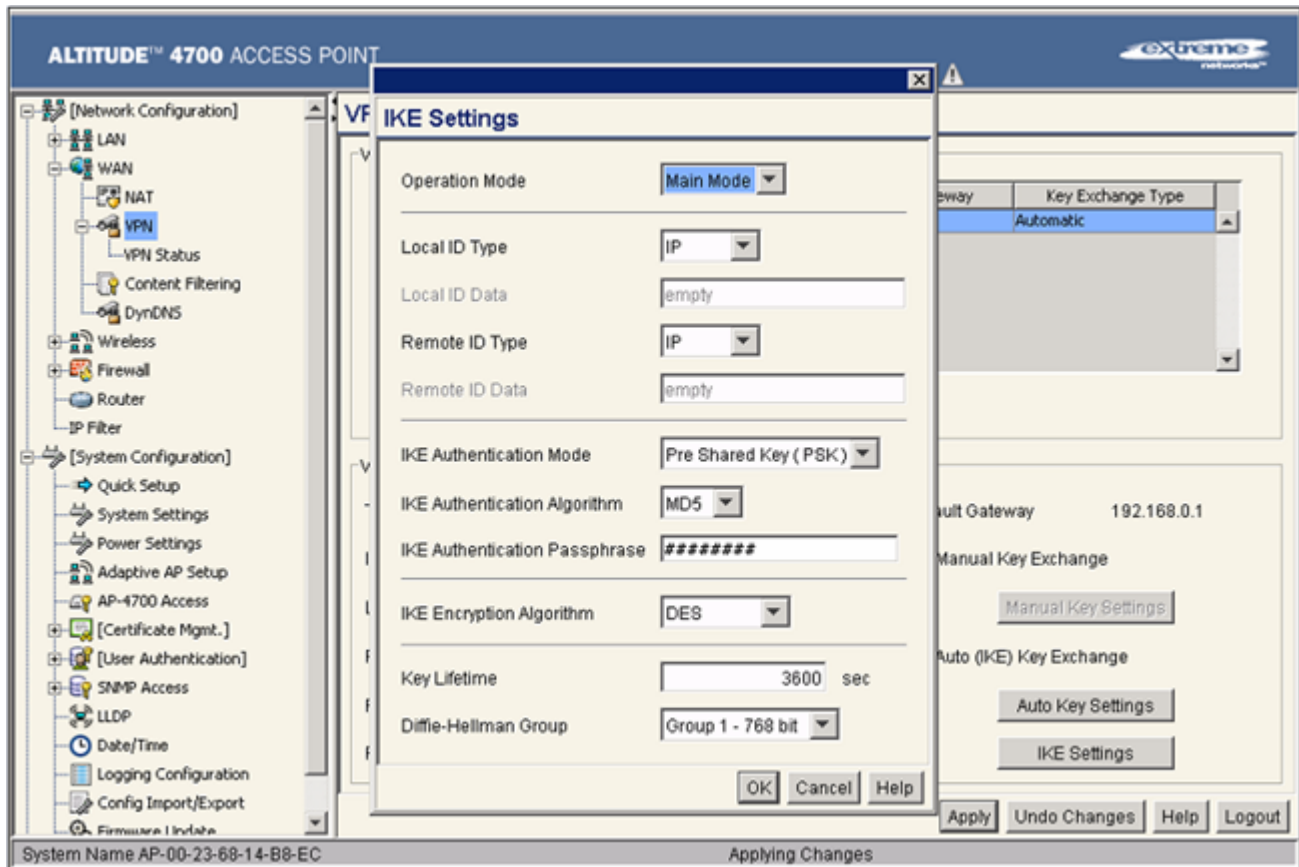 ALTITUDE™ 4700 ACCESS POINT
extreme
networks™
[Network Configuration]
LAN
WAN
NAT
VPN
VPN Status
Content Filtering
DynDNS
Wireless
Firewall
Router
IP Filter
[System Configuration]
Quick Setup
System Settings
Power Settings
Adaptive AP Setup
AP-4700 Access
[Certificate Mgmt.]
[User Authentication]
SNMP Access
LLDP
Date/Time
Logging Configuration
Config Import/Export
Firmware Update
IKE Settings
Operation Mode Main Mode
Local ID Type IP
Local ID Data empty
Remote ID Type IP
Remote ID Data empty
IKE Authentication Mode Pre Shared Key ( PSK )
IKE Authentication Algorithm MD5
IKE Authentication Passphrase ########
IKE Encryption Algorithm DES
Key Lifetime 3600 sec
Diffie-Hellman Group Group 1 - 768 bit
OK Cancel Help
eway Key Exchange Type
Automatic
ault Gateway 192.168.0.1
Manual Key Exchange
Manual Key Settings
Auto (IKE) Key Exchange
Auto Key Settings
IKE Settings
Apply Undo Changes Help Logout
System Name AP-00-23-68-14-B8-EC Applying Changes